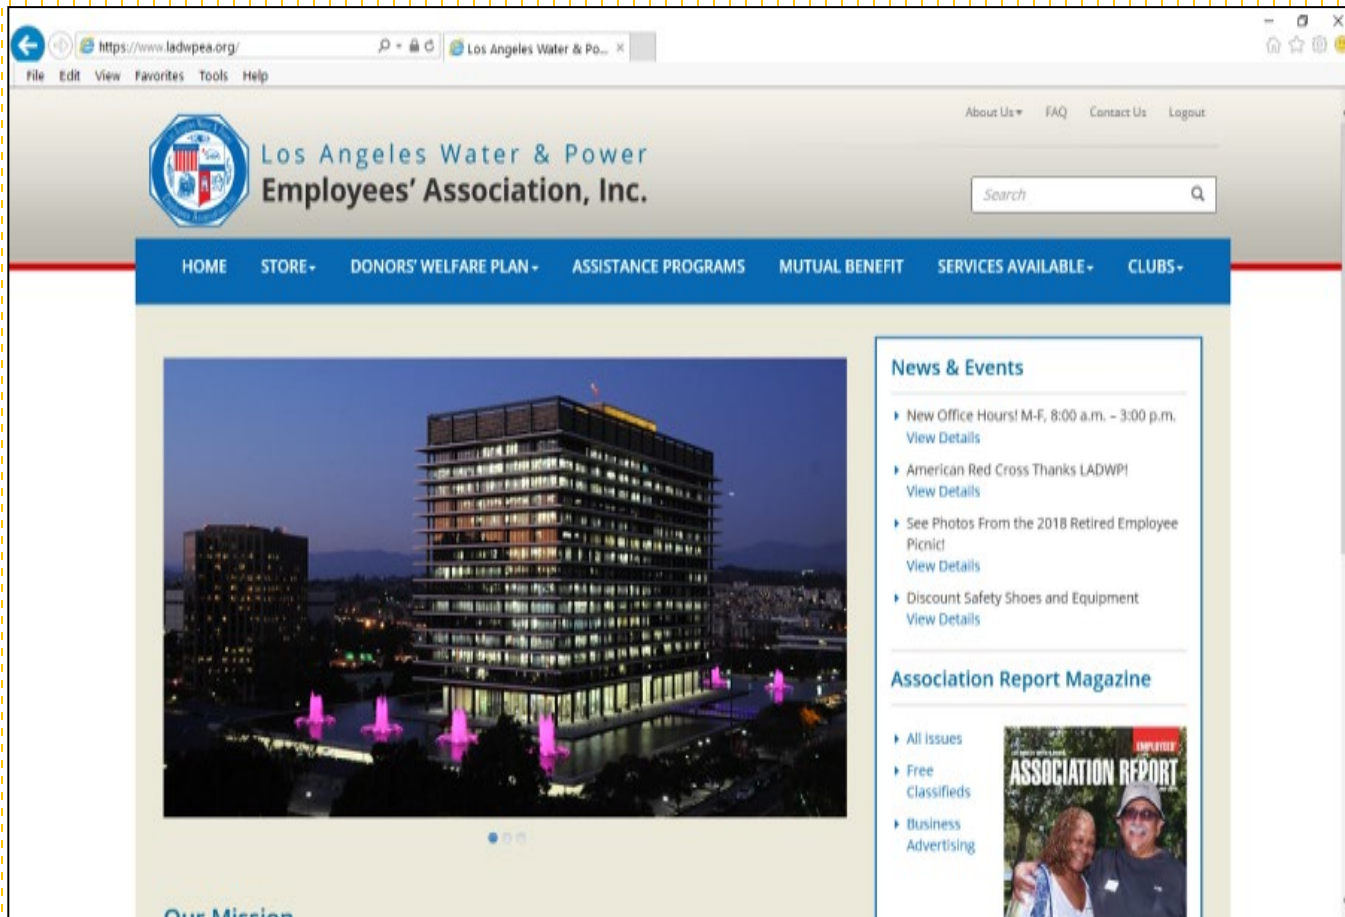 https://www.ladwpea.org/
Los Angeles Water & Po...
File Edit View Favorites Tools Help
About Us FAQ Contact Us Logout
Los Angeles Water & Power
Employees' Association, Inc.
Search
HOME STORE DONORS' WELFARE PLAN ASSISTANCE PROGRAMS MUTUAL BENEFIT SERVICES AVAILABLE CLUBS
News & Events
New Office Hours! M-F, 8:00 a.m. – 3:00 p.m.
View Details
American Red Cross Thanks LADWP!
View Details
See Photos From the 2018 Retired Employee
Picnic!
View Details
Discount Safety Shoes and Equipment
View Details
Association Report Magazine
All Issues
Free
Classifieds
Business
Advertising
EMPLOYEES'
ASSOCIATION REPORT
Our Mission